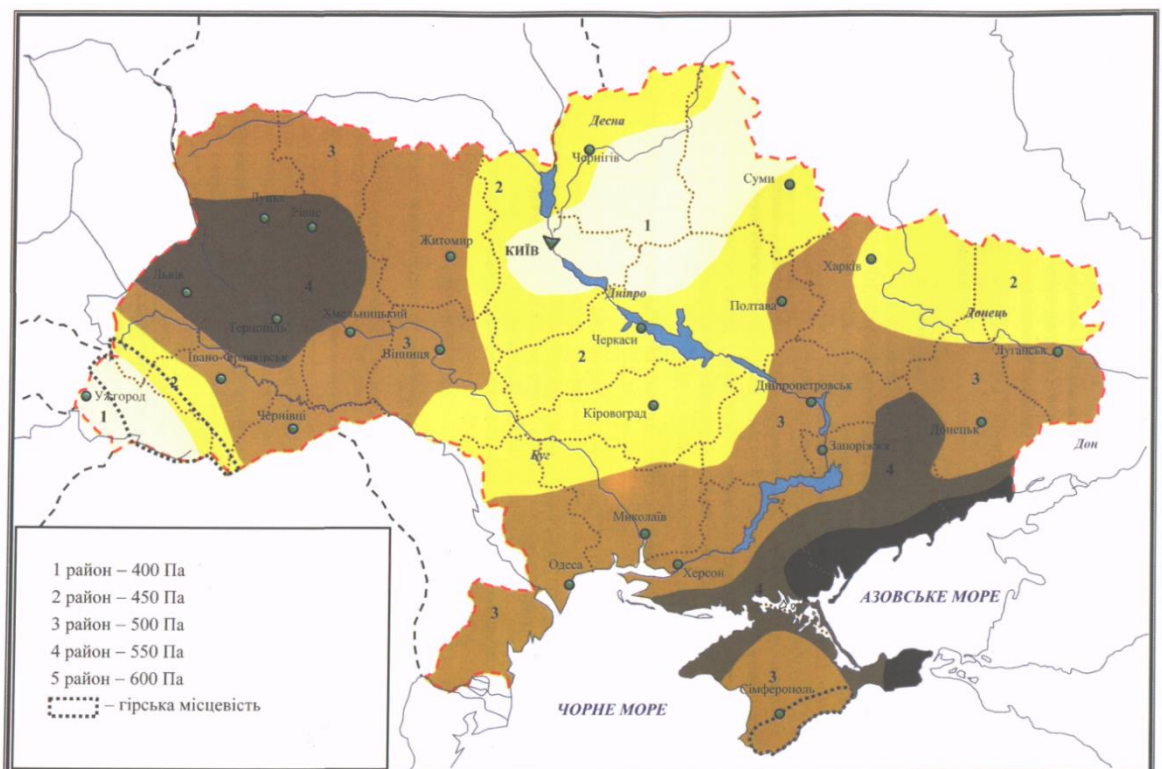 3
Десна
Чернігів
2
Суми
Луцьк
Рівне
1
КИЇВ
Житомир
Харків
2
Львів
4
Дніпро
Полтава
Донець
Тернопіль
Хмельницький
Черкаси
3
Вінниця
Луганськ
Івано-Франківськ
2
2
3
Ужгород
1
Дніпропетровськ
Кіровоград
3
Чернівці
Донецьк
Запоріжжя
Дон
Буг
4
Миколаїв
Одеса
Херсон
4
АЗОВСЬКЕ МОРЕ
3
3
Сімферополь
ЧОРНЕ МОРЕ
1 район – 400 Па
2 район – 450 Па
3 район – 500 Па
4 район – 550 Па
5 район – 600 Па
– гірська місцевість